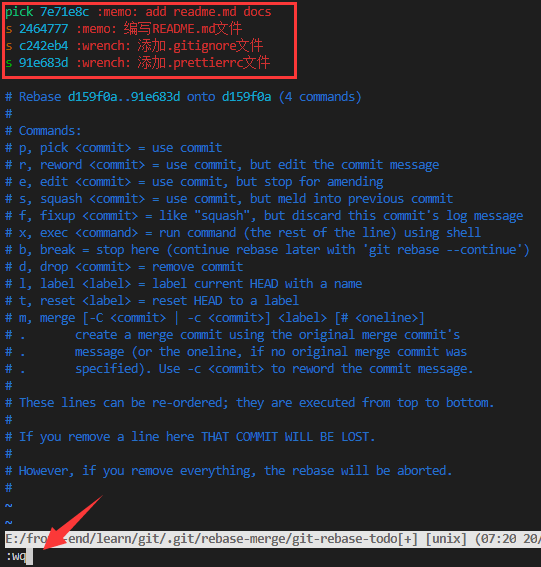 pick 7e71e8c :memo: add readme.md docs
s 2464777 :memo: 编写README.md文件
s c242eb4 :wrench: 添加.gitignore文件
s 91e683d :wrench: 添加.prettierrc文件

# Rebase d159f0a..91e683d onto d159f0a (4 commands)
#
# Commands:
# p, pick <commit> = use commit
# r, reword <commit> = use commit, but edit the commit message
# e, edit <commit> = use commit, but stop for amending
# s, squash <commit> = use commit, but meld into previous commit
# f, fixup <commit> = like "squash", but discard this commit's log message
# x, exec <command> = run command (the rest of the line) using shell
# b, break = stop here (continue rebase later with 'git rebase --continue')
# d, drop <commit> = remove commit
# l, label <label> = label current HEAD with a name
# t, reset <label> = reset HEAD to a label
# m, merge [-C <commit> | -c <commit>] <label> [# <oneline>]
# .       create a merge commit using the original merge commit's
# .       message (or the oneline, if no original merge commit was
# .       specified). Use -c <commit> to reword the commit message.
#
# These lines can be re-ordered; they are executed from top to bottom.
#
# If you remove a line here THAT COMMIT WILL BE LOST.
#
# However, if you remove everything, the rebase will be aborted.
#
~
~
E:/front-end/learn/git/.git/rebase-merge/git-rebase-todo[+] [unix] (07:20 20/
:wq